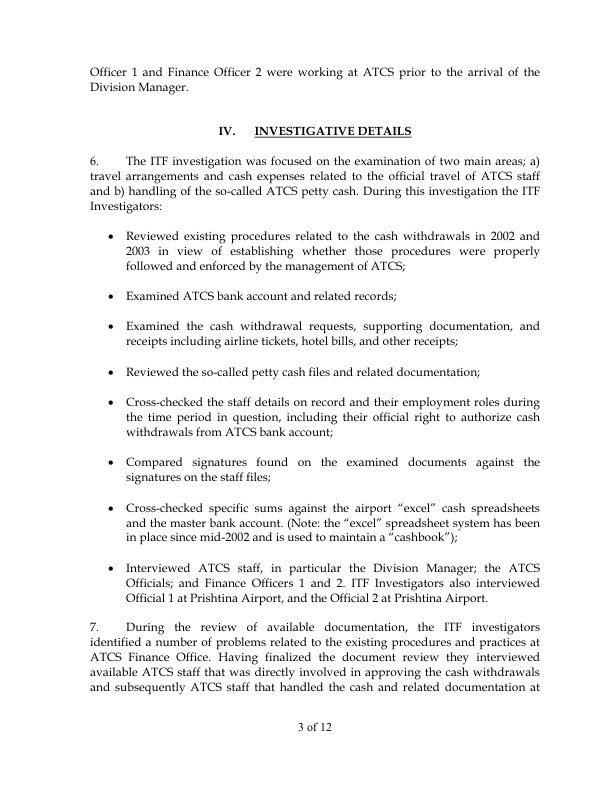 Officer 1 and Finance Officer 2 were working at ATCS prior to the arrival of the
Division Manager.
IV. INVESTIGATIVE DETAILS
6. The ITF investigation was focused on the examination of two main areas; a)
travel arrangements and cash expenses related to the official travel of ATCS staff
and b) handling of the so-called ATCS petty cash. During this investigation the ITF
Investigators:
• Reviewed existing procedures related to the cash withdrawals in 2002 and
2003 in view of establishing whether those procedures were properly
followed and enforced by the management of ATCS;
• Examined ATCS bank account and related records;
• Examined the cash withdrawal requests, supporting documentation, and
receipts including airline tickets, hotel bills, and other receipts;
• Reviewed the so-called petty cash files and related documentation;
• Cross-checked the staff details on record and their employment roles during
the time period in question, including their official right to authorize cash
withdrawals from ATCS bank account;
• Compared signatures found on the examined documents against the
signatures on the staff files;
• Cross-checked specific sums against the airport “excel” cash spreadsheets
and the master bank account. (Note: the “excel” spreadsheet system has been
in place since mid-2002 and is used to maintain a “cashbook”);
• Interviewed ATCS staff, in particular the Division Manager; the ATCS
Officials; and Finance Officers 1 and 2. ITF Investigators also interviewed
Official 1 at Prishtina Airport, and the Official 2 at Prishtina Airport.
7. During the review of available documentation, the ITF investigators
identified a number of problems related to the existing procedures and practices at
ATCS Finance Office. Having finalized the document review they interviewed
available ATCS staff that was directly involved in approving the cash withdrawals
and subsequently ATCS staff that handled the cash and related documentation at
3 of 12